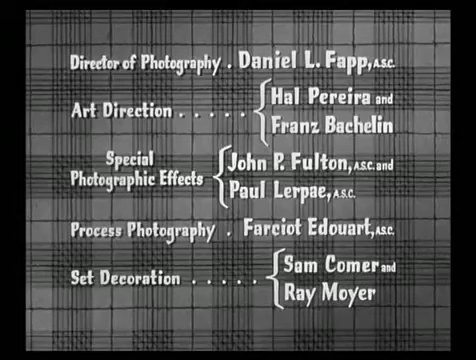 Director of Photography . Daniel L. Fapp, A.S.C.
Art Direction . . . . . Hal Pereira and
Franz Bachelin
Special
Photographic Effects
John P. Fulton, A.S.C. and
Paul Lerpae, A.S.C.
Process Photography . Farciot Edouart, A.S.C.
Set Decoration . . . . . Sam Comer and
Ray Moyer